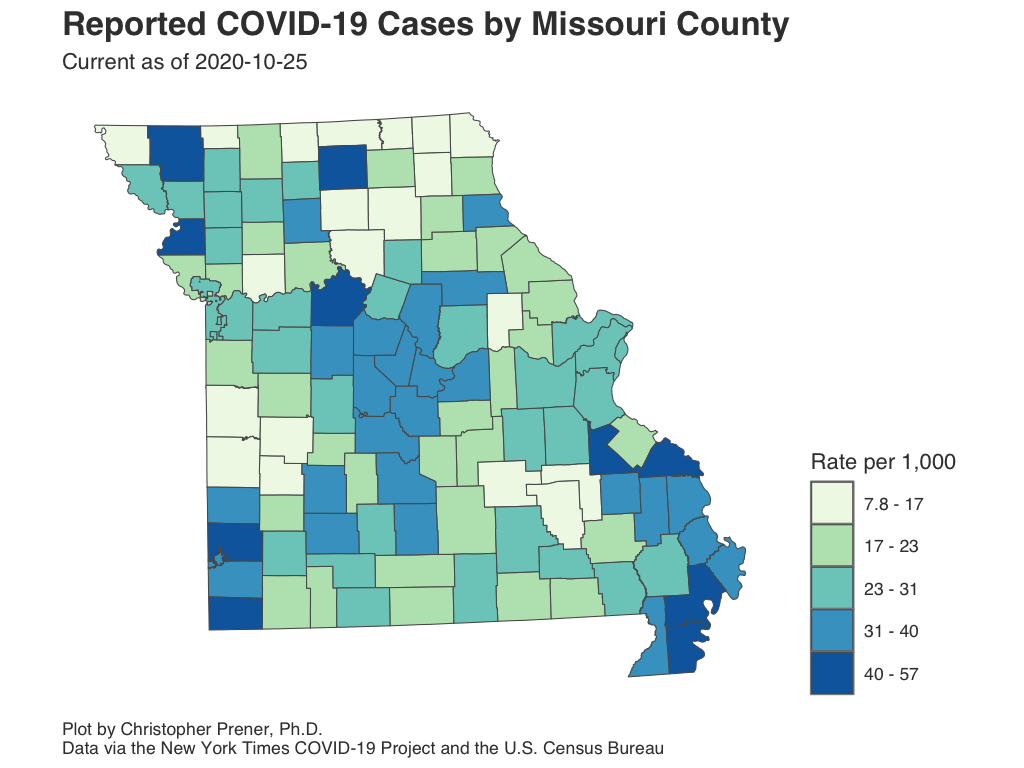 Reported COVID-19 Cases by Missouri County
Current as of 2020-10-25
Rate per 1,000
7.8 - 17
17 - 23
23 - 31
31 - 40
40 - 57
Plot by Christopher Prener, Ph.D.
Data via the New York Times COVID-19 Project and the U.S. Census Bureau